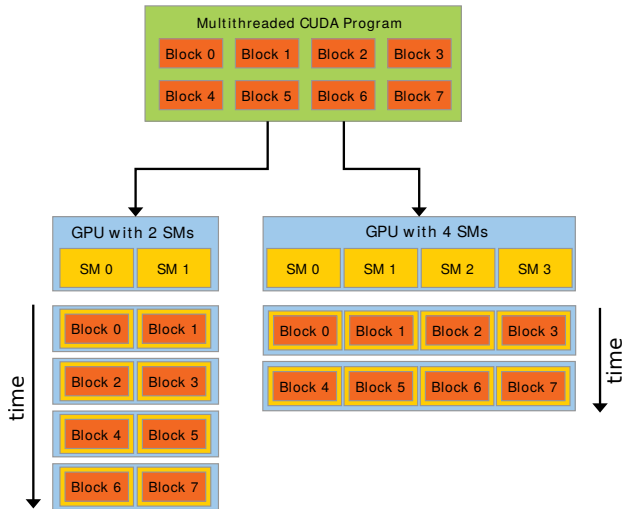 Multithreaded CUDA Program
Block 0 Block 1 Block 2 Block 3
Block 4 Block 5 Block 6 Block 7
GPU with 2 SMs
SM 0 SM 1
time
Block 0 Block 1
Block 2 Block 3
Block 4 Block 5
Block 6 Block 7
GPU with 4 SMs
SM 0 SM 1 SM 2 SM 3
Block 0 Block 1 Block 2 Block 3
Block 4 Block 5 Block 6 Block 7
time